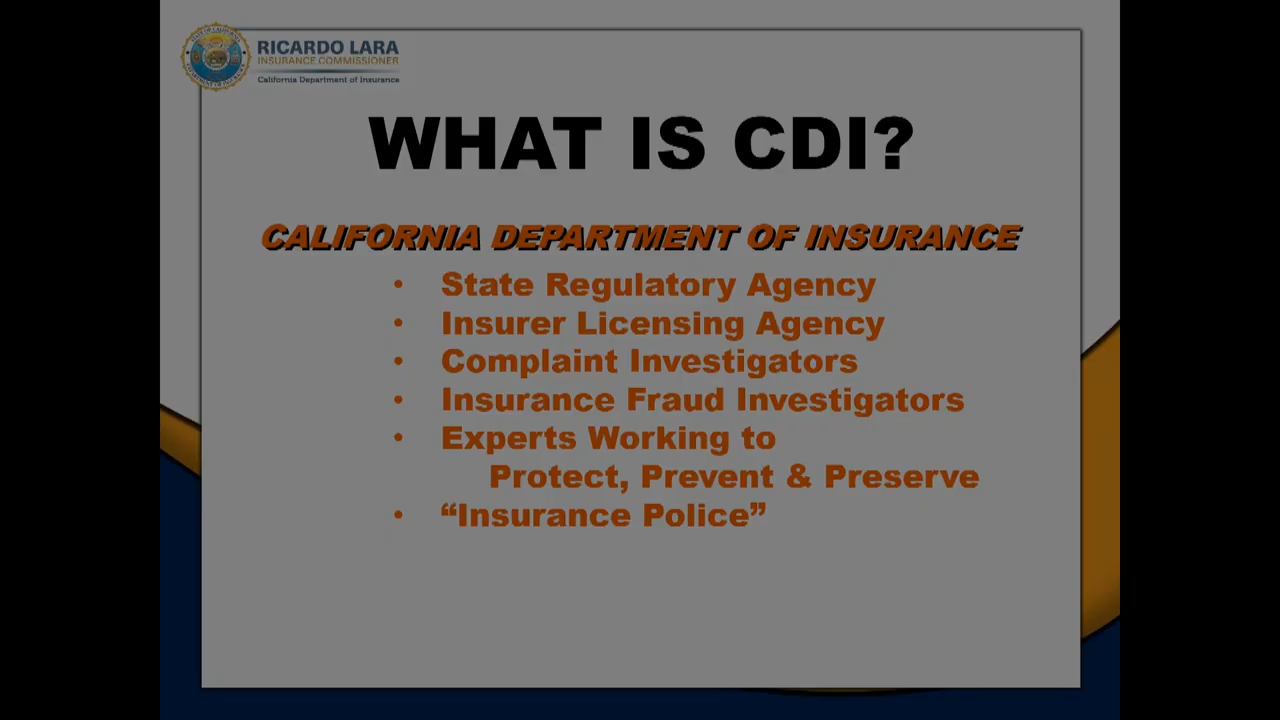 RICARDO LARA
INSURANCE COMMISSIONER
California Department of Insurance
WHAT IS CDI?
CALIFORNIA DEPARTMENT OF INSURANCE
• State Regulatory Agency
• Insurer Licensing Agency
• Complaint Investigators
• Insurance Fraud Investigators
• Experts Working to
Protect, Prevent & Preserve
• “Insurance Police”